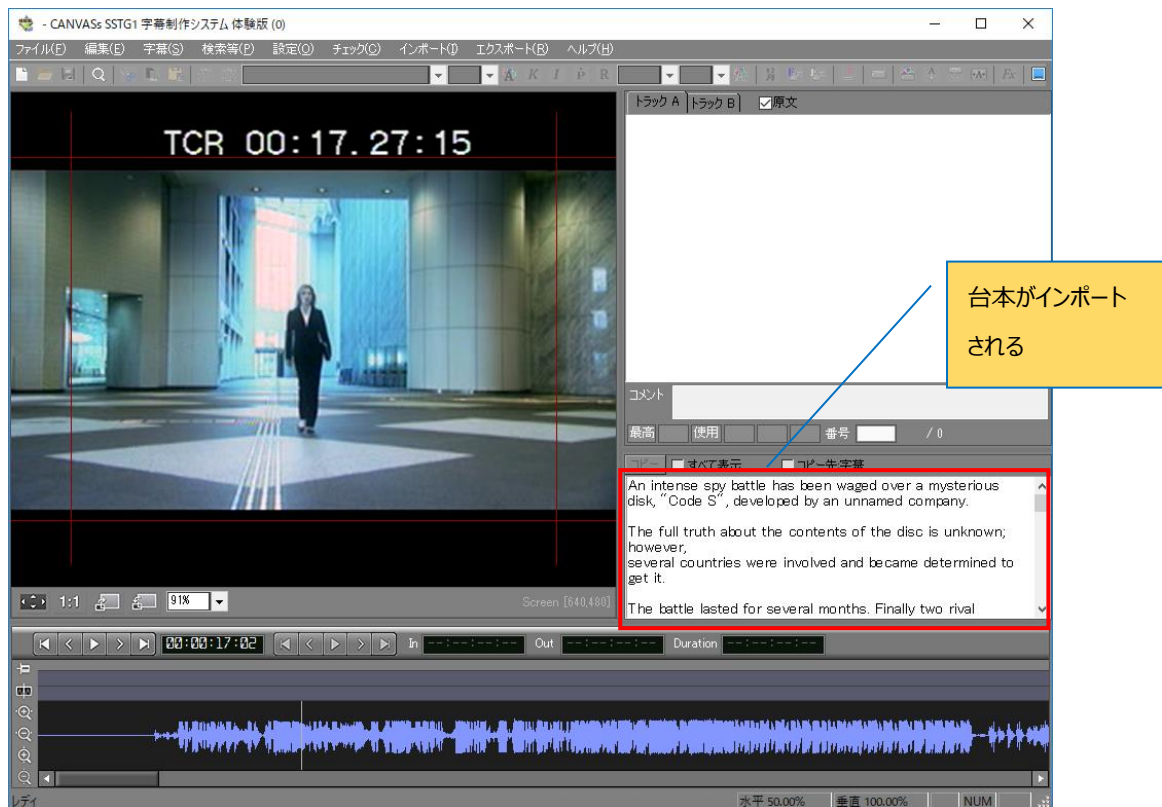 - CANVASs SSTG1 字幕制作システム 体験版 (0)
ファイル(F) 編集(E) 字幕(S) 検索等(P) 設定(O) チェック(C) インポート(I) エクスポート(R) ヘルプ(H)
K I P R
トラック A トラック B 原文
TCR 00:17.27:15
台本がインポート
される
コメント
最高 使用 番号 / 0
コピー すべて表示 コピー先:字幕
An intense spy battle has been waged over a mysterious
disk, "Code S", developed by an unnamed company.
The full truth about the contents of the disc is unknown;
however,
several countries were involved and became determined to
get it.
The battle lasted for several months. Finally two rival
1:1 91% Screen [640,480]
00:00:17:02 In --:--:--:-- Out --:--:--:-- Duration --:--:--:--
レディ 水平 50.00% 垂直 100.00% NUM